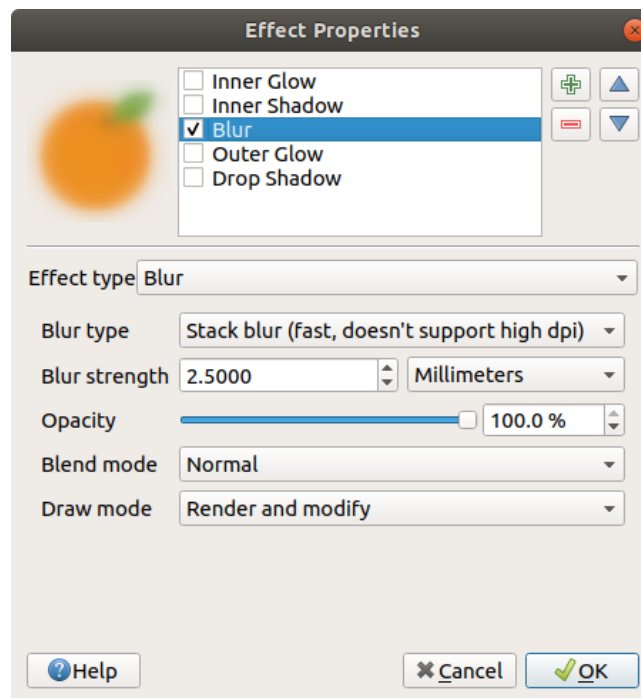 Effect Properties
Inner Glow
Inner Shadow
Blur
Outer Glow
Drop Shadow
Effect type Blur
Blur type Stack blur (fast, doesn't support high dpi)
Blur strength 2.5000 Millimeters
Opacity 100.0 %
Blend mode Normal
Draw mode Render and modify
Help Cancel OK